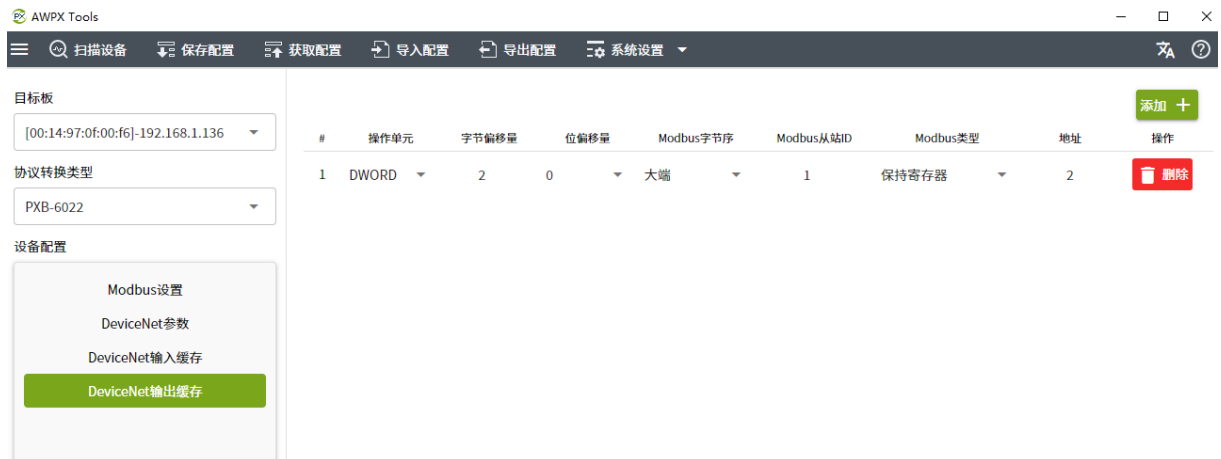 AWPX Tools
扫描设备 保存配置 获取配置 导入配置 导出配置 系统设置
目标板
[00:14:97:0f:00:f6]-192.168.1.136
协议转换类型
PXB-6022
设备配置
Modbus设置
DeviceNet参数
DeviceNet输入缓存
DeviceNet输出缓存
添加
# 操作单元 字节偏移量 位偏移量 Modbus字节序 Modbus从站ID Modbus类型 地址 操作
1 DWORD 2 0 大端 1 保持寄存器 2 删除